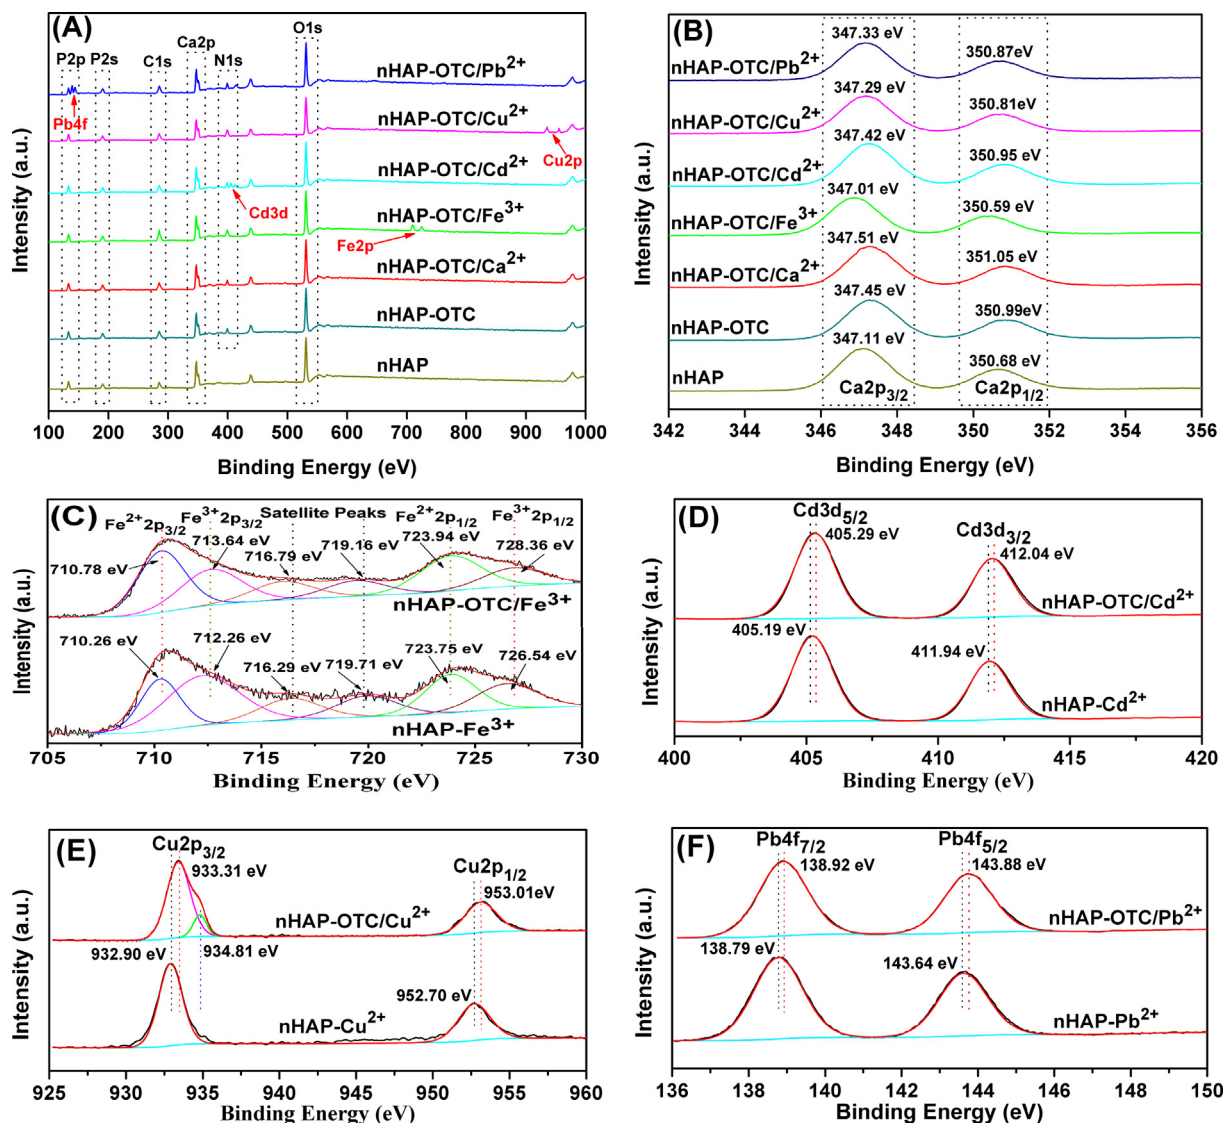 (A)
O1s
Ca2p
P2p P2s C1s N1s
nHAP-OTC/Pb2+
Pb4f
nHAP-OTC/Cu2+
Cu2p
nHAP-OTC/Cd2+
Cd3d
nHAP-OTC/Fe3+
Fe2p
nHAP-OTC/Ca2+
nHAP-OTC
nHAP
100 200 300 400 500 600 700 800 900 1000
Binding Energy (eV)
Intensity (a.u.)
(B)
347.33 eV
350.87eV
nHAP-OTC/Pb2+
347.29 eV
350.81eV
nHAP-OTC/Cu2+
347.42 eV
350.95 eV
nHAP-OTC/Cd2+
347.01 eV
350.59 eV
nHAP-OTC/Fe3+
347.51 eV
351.05 eV
nHAP-OTC/Ca2+
347.45 eV
350.99eV
nHAP-OTC
347.11 eV
350.68 eV
nHAP
Ca2p3/2 Ca2p1/2
342 344 346 348 350 352 354 356
Binding Energy (eV)
Intensity (a.u.)
(C)
Fe2+2p3/2 Fe3+2p3/2 Satellite Peaks Fe2+2p1/2 Fe3+2p1/2
710.78 eV
713.64 eV
716.79 eV
719.16 eV
723.94 eV
728.36 eV
nHAP-OTC/Fe3+
710.26 eV
712.26 eV
716.29 eV
719.71 eV
723.75 eV
726.54 eV
nHAP-Fe3+
705 710 715 720 725 730
Binding Energy (eV)
Intensity (a.u.)
(D)
Cd3d5/2
405.29 eV
Cd3d3/2
412.04 eV
nHAP-OTC/Cd2+
405.19 eV
411.94 eV
nHAP-Cd2+
400 405 410 415 420
Binding Energy (eV)
Intensity (a.u.)
(E)
Cu2p3/2
933.31 eV
Cu2p1/2
953.01eV
nHAP-OTC/Cu2+
932.90 eV
934.81 eV
952.70 eV
nHAP-Cu2+
925 930 935 940 945 950 955 960
Binding Energy (eV)
Intensity (a.u.)
(F)
Pb4f7/2
138.92 eV
Pb4f5/2
143.88 eV
nHAP-OTC/Pb2+
138.79 eV
143.64 eV
nHAP-Pb2+
136 138 140 142 144 146 148 150
Binding Energy (eV)
Intensity (a.u.)